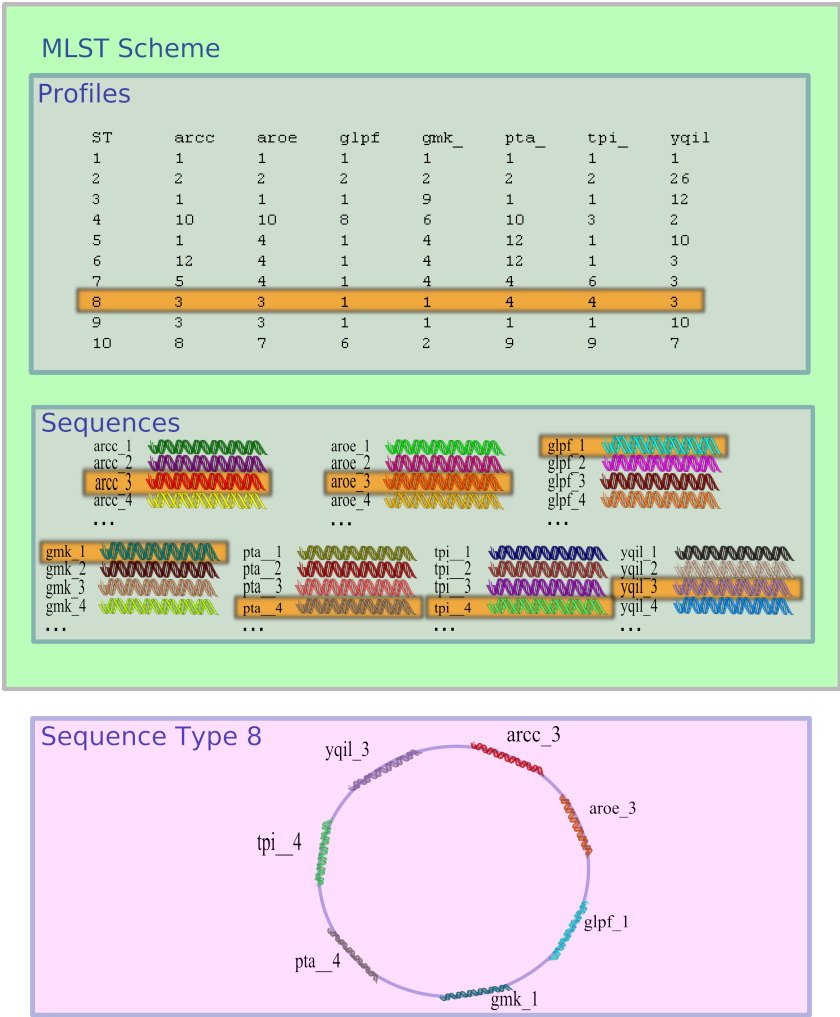 MLST Scheme
Profiles
ST arcc aroe glpf gmk_ pta_ tpi_ yqil
1 1 1 1 1 1 1 1
2 2 2 2 2 2 2 26
3 1 1 1 9 1 1 12
4 10 10 8 6 10 3 2
5 1 4 1 4 12 1 10
6 12 4 1 4 12 1 3
7 5 4 1 4 4 6 3
8 3 3 1 1 4 4 3
9 3 3 1 1 1 1 10
10 8 7 6 2 9 9 7
Sequences
arcc_1 aroe_1 glpf_1
arcc_2 aroe_2 glpf_2
arcc_3 aroe_3 glpf_3
arcc_4 aroe_4 glpf_4
... ... ...
gmk_1 pta__1 tpi__1 yqil_1
gmk_2 pta__2 tpi__2 yqil_2
gmk_3 pta__3 tpi__3 yqil_3
gmk_4 pta__4 tpi__4 yqil_4
... ... ... ...
Sequence Type 8
arcc_3
yqil_3
aroe_3
tpi__4
glpf_1
pta__4
gmk_1